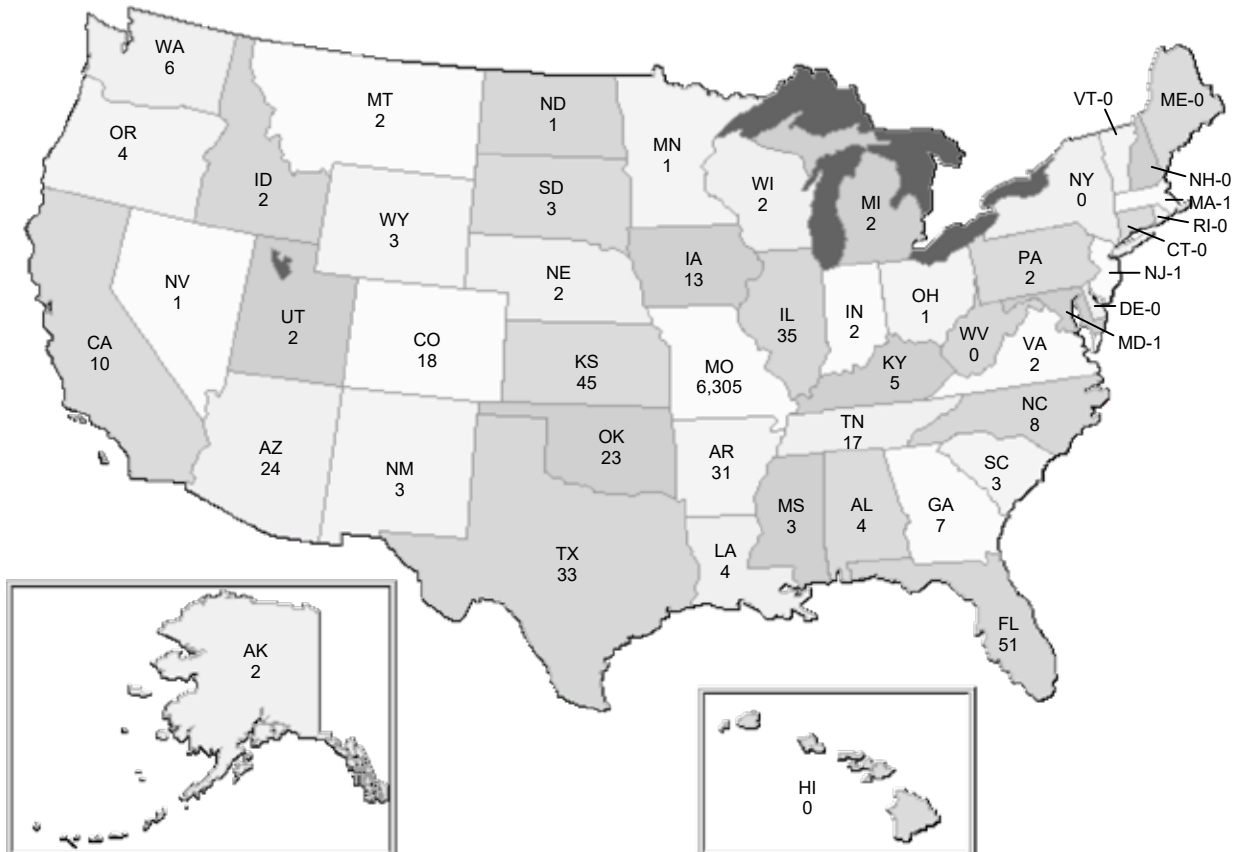 WA
6
OR
4
CA
10
NV
1
ID
2
MT
2
WY
3
UT
2
CO
18
AZ
24
NM
3
ND
1
SD
3
NE
2
KS
45
OK
23
TX
33
MN
1
IA
13
MO
6,305
AR
31
LA
4
WI
2
IL
35
MI
2
IN
2
OH
1
KY
5
TN
17
MS
3
AL
4
GA
7
FL
51
SC
3
NC
8
VA
2
WV
0
PA
2
NY
0
VT-0
ME-0
NH-0
MA-1
RI-0
CT-0
NJ-1
DE-0
MD-1
AK
2
HI
0